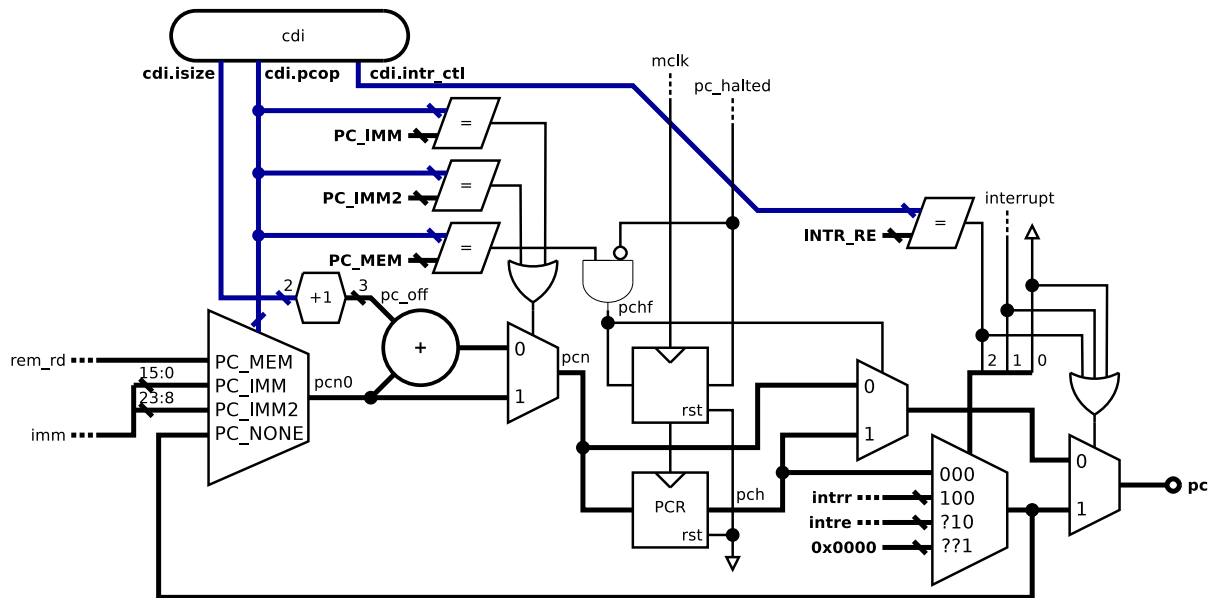 cdi
cdi.isize
cdi.pcop
cdi.intr_ctl
mclk
pc_halted
=
PC_IMM
=
PC_IMM2
interrupt
=
INTR_RE
=
PC_MEM
2
+1
3
pc_off
pchf
+
0
pcn
1
2
1
0
rem_rd
PC_MEM
15:0
PC_IMM
pcn0
23:8
PC_IMM2
imm
PC_NONE
rst
0
1
000
intrr
100
intre
?10
0x0000
??1
PCR
pch
rst
0
1
pc